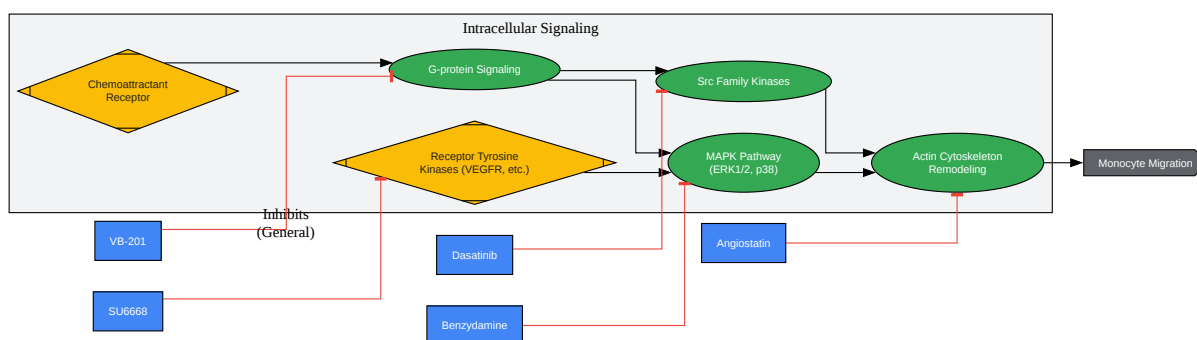 Intracellular Signaling
Chemoattractant
Receptor
G-protein Signaling
Src Family Kinases
Receptor Tyrosine
Kinases (VEGFR, etc.)
MAPK Pathway
(ERK1/2, p38)
Actin Cytoskeleton
Remodeling
Monocyte Migration
Inhibits
(General)
VB-201
Dasatinib
Angiostatin
SU6668
Benzydamine